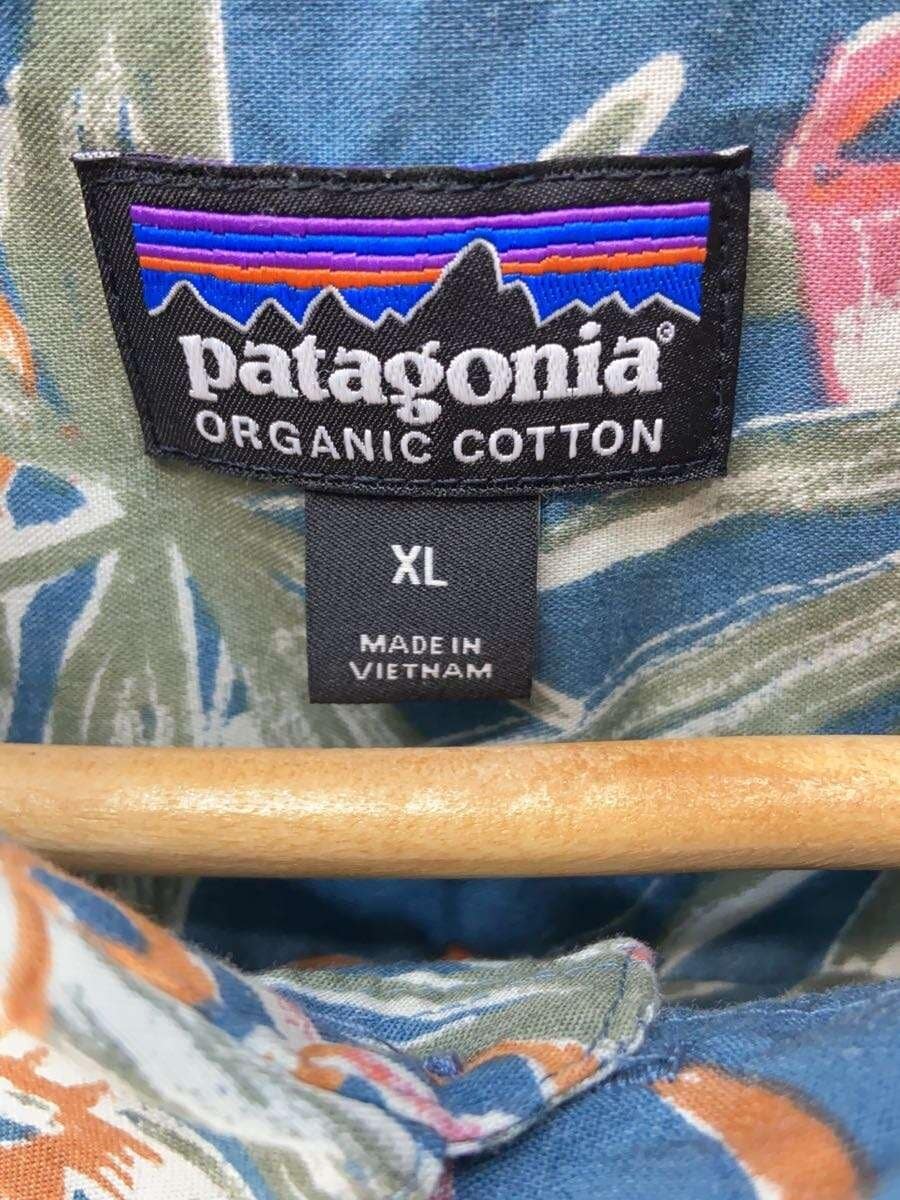 patagonia®
ORGANIC COTTON
XL
MADE IN
VIETNAM